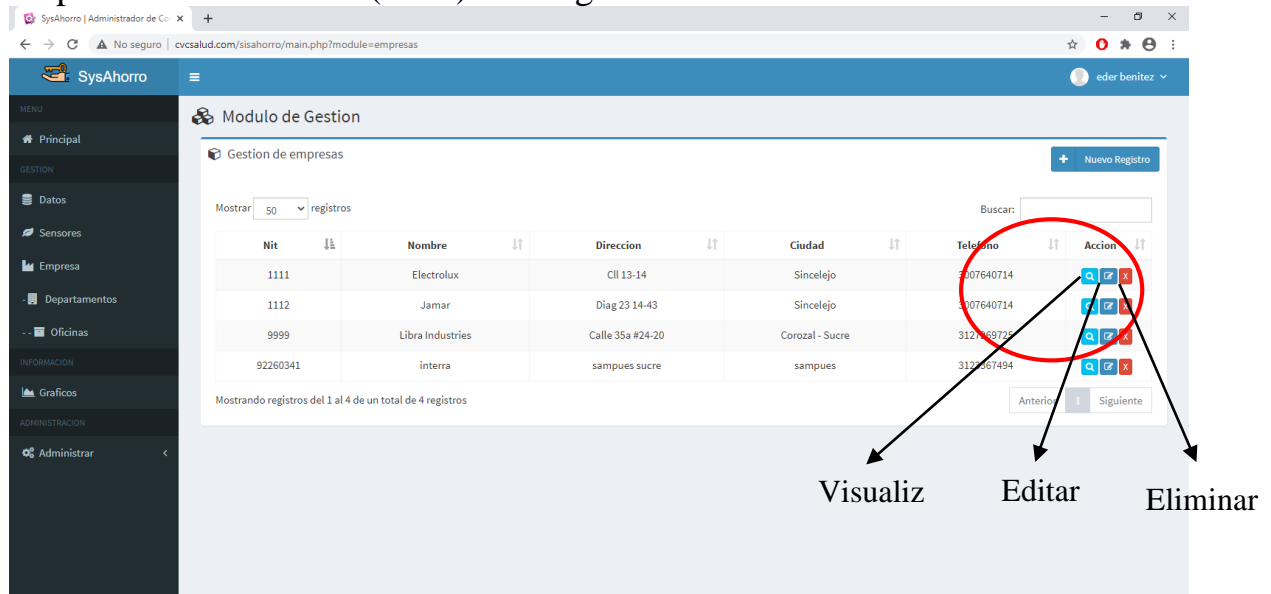 SysAhorro | Administrador de Co
No seguro | cvcsalud.com/sisahorro/main.php?module=empresas
SysAhorro
eder benitez
MENU
Principal
GESTION
Datos
Sensores
Empresa
- Departamentos
- - Oficinas
INFORMACION
Graficos
ADMINISTRACION
Administrar
Modulo de Gestion
Gestion de empresas
+ Nuevo Registro
Mostrar 50 registros
Buscar:
Nit Nombre Direccion Ciudad Telefono Accion
1111 Electrolux Cll 13-14 Sincelejo 3007640714 X
1112 Jamar Diag 23 14-43 Sincelejo 3007640714 X
9999 Libra Industries Calle 35a #24-20 Corozal - Sucre X
92260341 interra sampues sucre sampues X
Mostrando registros del 1 al 4 de un total de 4 registros
Anterior 1 Siguiente
Visualiz Editar Eliminar